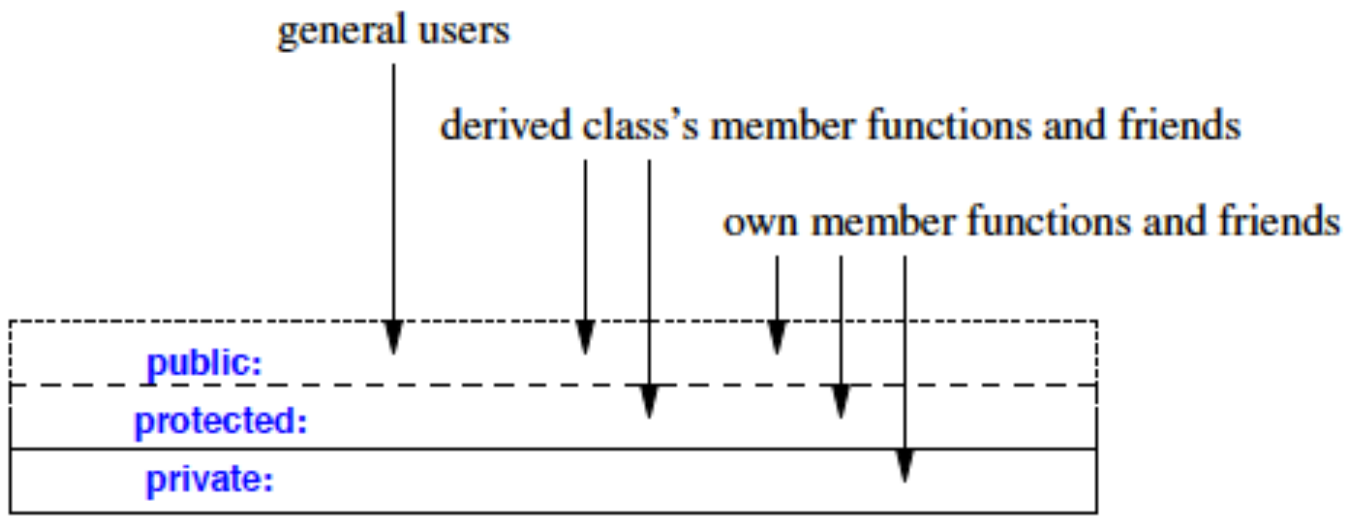 general users
derived class’s member functions and friends
own member functions and friends
public:
protected:
private: